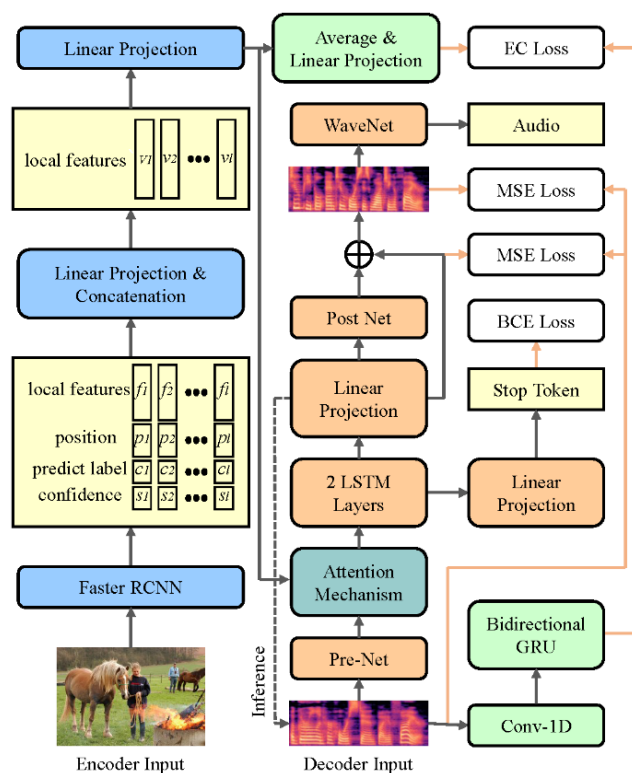 Linear Projection
Average &
Linear Projection
EC Loss
local features
v1 v2 ••• vl
WaveNet
Audio
MSE Loss
MSE Loss
Linear Projection &
Concatenation
Post Net
BCE Loss
local features
f1 f2 ••• fl
position
p1 p2 ••• pl
predict label
c1 c2 ••• cl
confidence
s1 s2 ••• sl
Linear
Projection
Stop Token
2 LSTM
Layers
Linear
Projection
Faster RCNN
Attention
Mechanism
Inference
Pre-Net
Bidirectional
GRU
Conv-1D
Encoder Input
Decoder Input